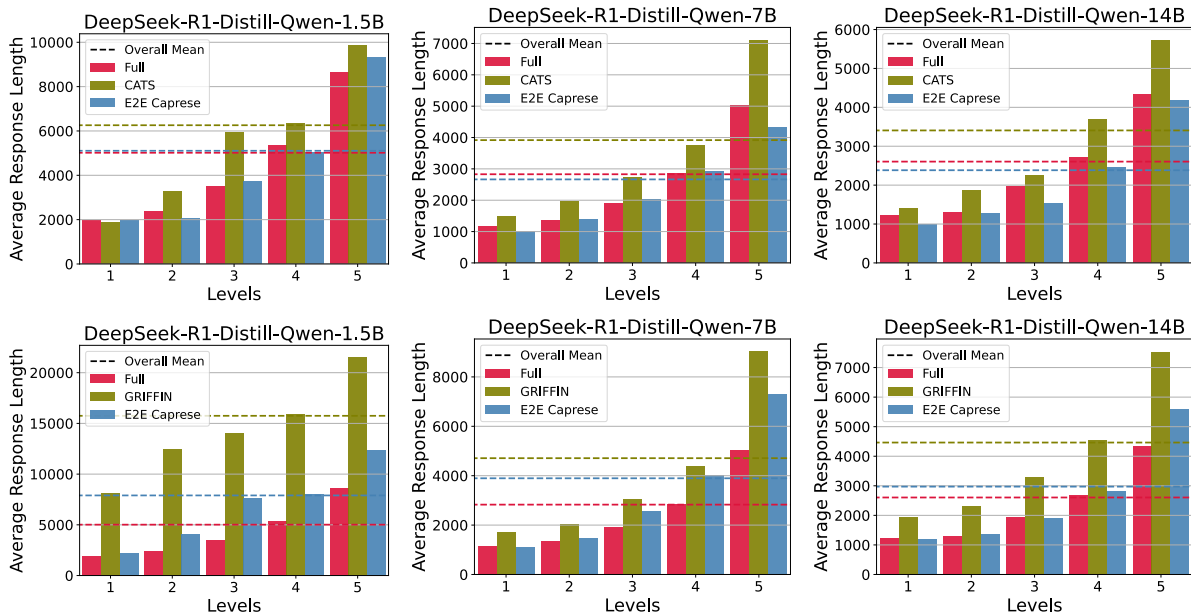 DeepSeek-R1-Distill-Qwen-1.5B
Average Response Length
10000
8000
6000
4000
2000
0
Overall Mean
Full
CATS
E2E Caprese
1 2 3 4 5
Levels
DeepSeek-R1-Distill-Qwen-7B
Average Response Length
7000
6000
5000
4000
3000
2000
1000
0
Overall Mean
Full
CATS
E2E Caprese
1 2 3 4 5
Levels
DeepSeek-R1-Distill-Qwen-14B
Average Response Length
6000
5000
4000
3000
2000
1000
0
Overall Mean
Full
CATS
E2E Caprese
1 2 3 4 5
Levels
DeepSeek-R1-Distill-Qwen-1.5B
Average Response Length
20000
15000
10000
5000
0
Overall Mean
Full
GRIFFIN
E2E Caprese
1 2 3 4 5
Levels
DeepSeek-R1-Distill-Qwen-7B
Average Response Length
8000
6000
4000
2000
0
Overall Mean
Full
GRIFFIN
E2E Caprese
1 2 3 4 5
Levels
DeepSeek-R1-Distill-Qwen-14B
Average Response Length
7000
6000
5000
4000
3000
2000
1000
0
Overall Mean
Full
GRIFFIN
E2E Caprese
1 2 3 4 5
Levels